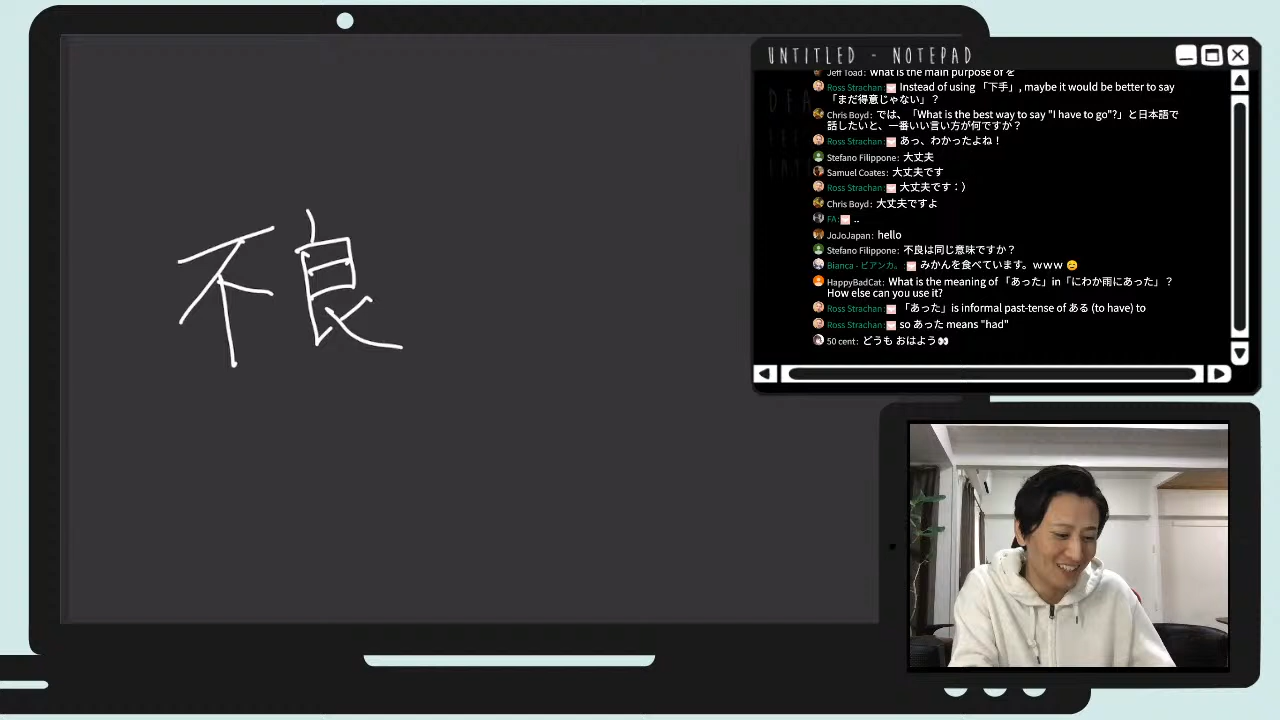 不良
UNTITLED - NOTEPAD
Jeff Toad: what is the main purpose of を
Ross Strachan: Instead of using 「下手」, maybe it would be better to say
「まだ得意じゃない」？
Chris Boyd: では、「What is the best way to say "I have to go"?」と日本語で
話したいと、一番いい言い方が何ですか？
Ross Strachan: あっ、わかったよね！
Stefano Filippone: 大丈夫
Samuel Coates: 大丈夫です
Ross Strachan: 大丈夫です：）
Chris Boyd: 大丈夫ですよ
FA: ..
JoJoJapan: hello
Stefano Filippone: 不良は同じ意味ですか？
Bianca - ビアンカ。: みかんを食べています。ｗｗｗ 😑
HappyBadCat: What is the meaning of 「あった」in「にわか雨にあった」？
How else can you use it?
Ross Strachan: 「あった」is informal past-tense of ある (to have) to
Ross Strachan: so あった means "had"
50 cent: どうも おはよう👀